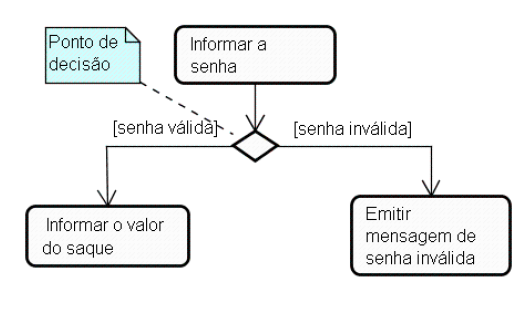 Ponto de
decisão
Informar a
senha
[senha válida]
[senha inválida]
Informar o valor
do saque
Emitir
mensagem de
senha inválida